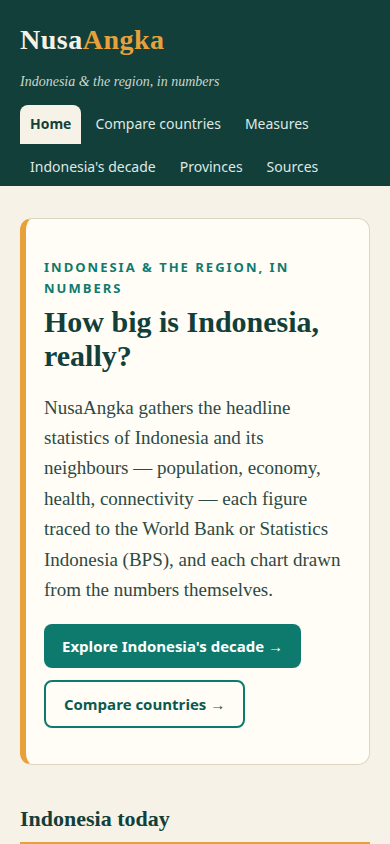 NusaAngka
Indonesia & the region, in numbers
Home Compare countries Measures
Indonesia's decade Provinces Sources
INDONESIA & THE REGION, IN
NUMBERS
How big is Indonesia,
really?
NusaAngka gathers the headline
statistics of Indonesia and its
neighbours — population, economy,
health, connectivity — each figure
traced to the World Bank or Statistics
Indonesia (BPS), and each chart drawn
from the numbers themselves.
Explore Indonesia's decade →
Compare countries →
Indonesia today